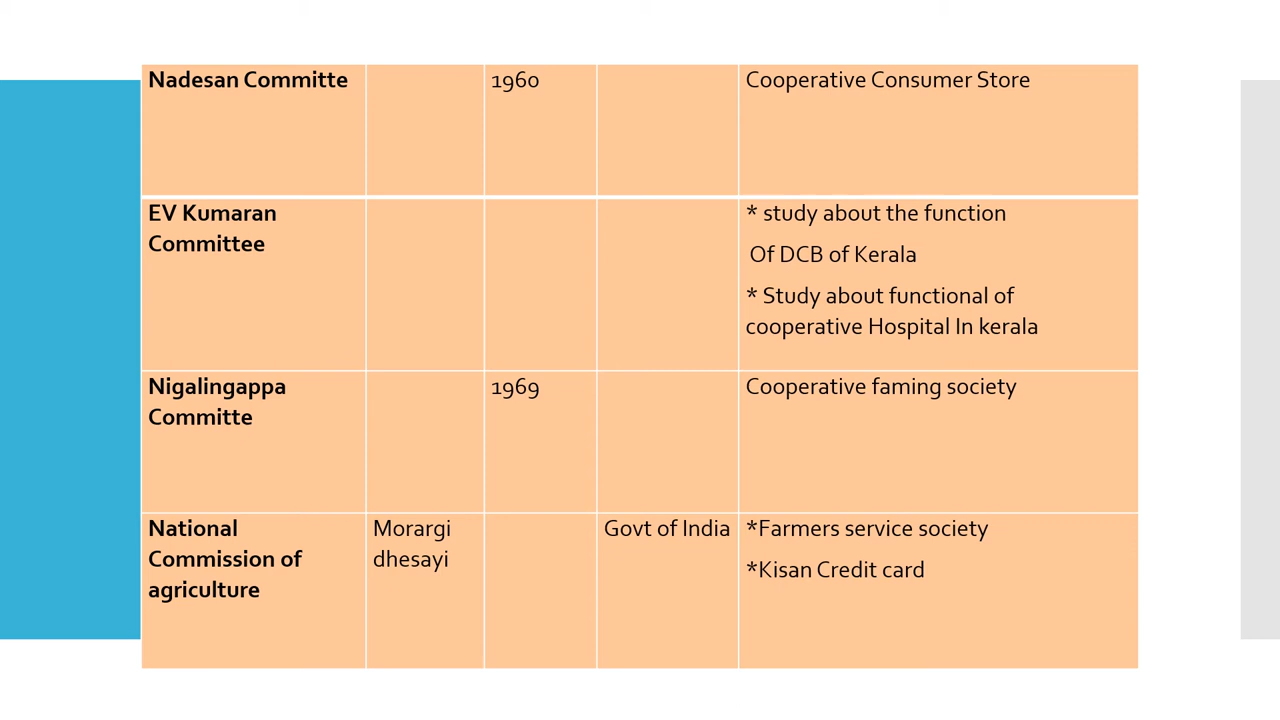 Nadesan Committe 1960 Cooperative Consumer Store
EV Kumaran
Committee
* study about the function
Of DCB of Kerala
* Study about functional of
cooperative Hospital In kerala
Nigalingappa
Committe
1969
Cooperative faming society
National
Commission of
agriculture
Morargi
dhesayi
Govt of India
*Farmers service society
*Kisan Credit card